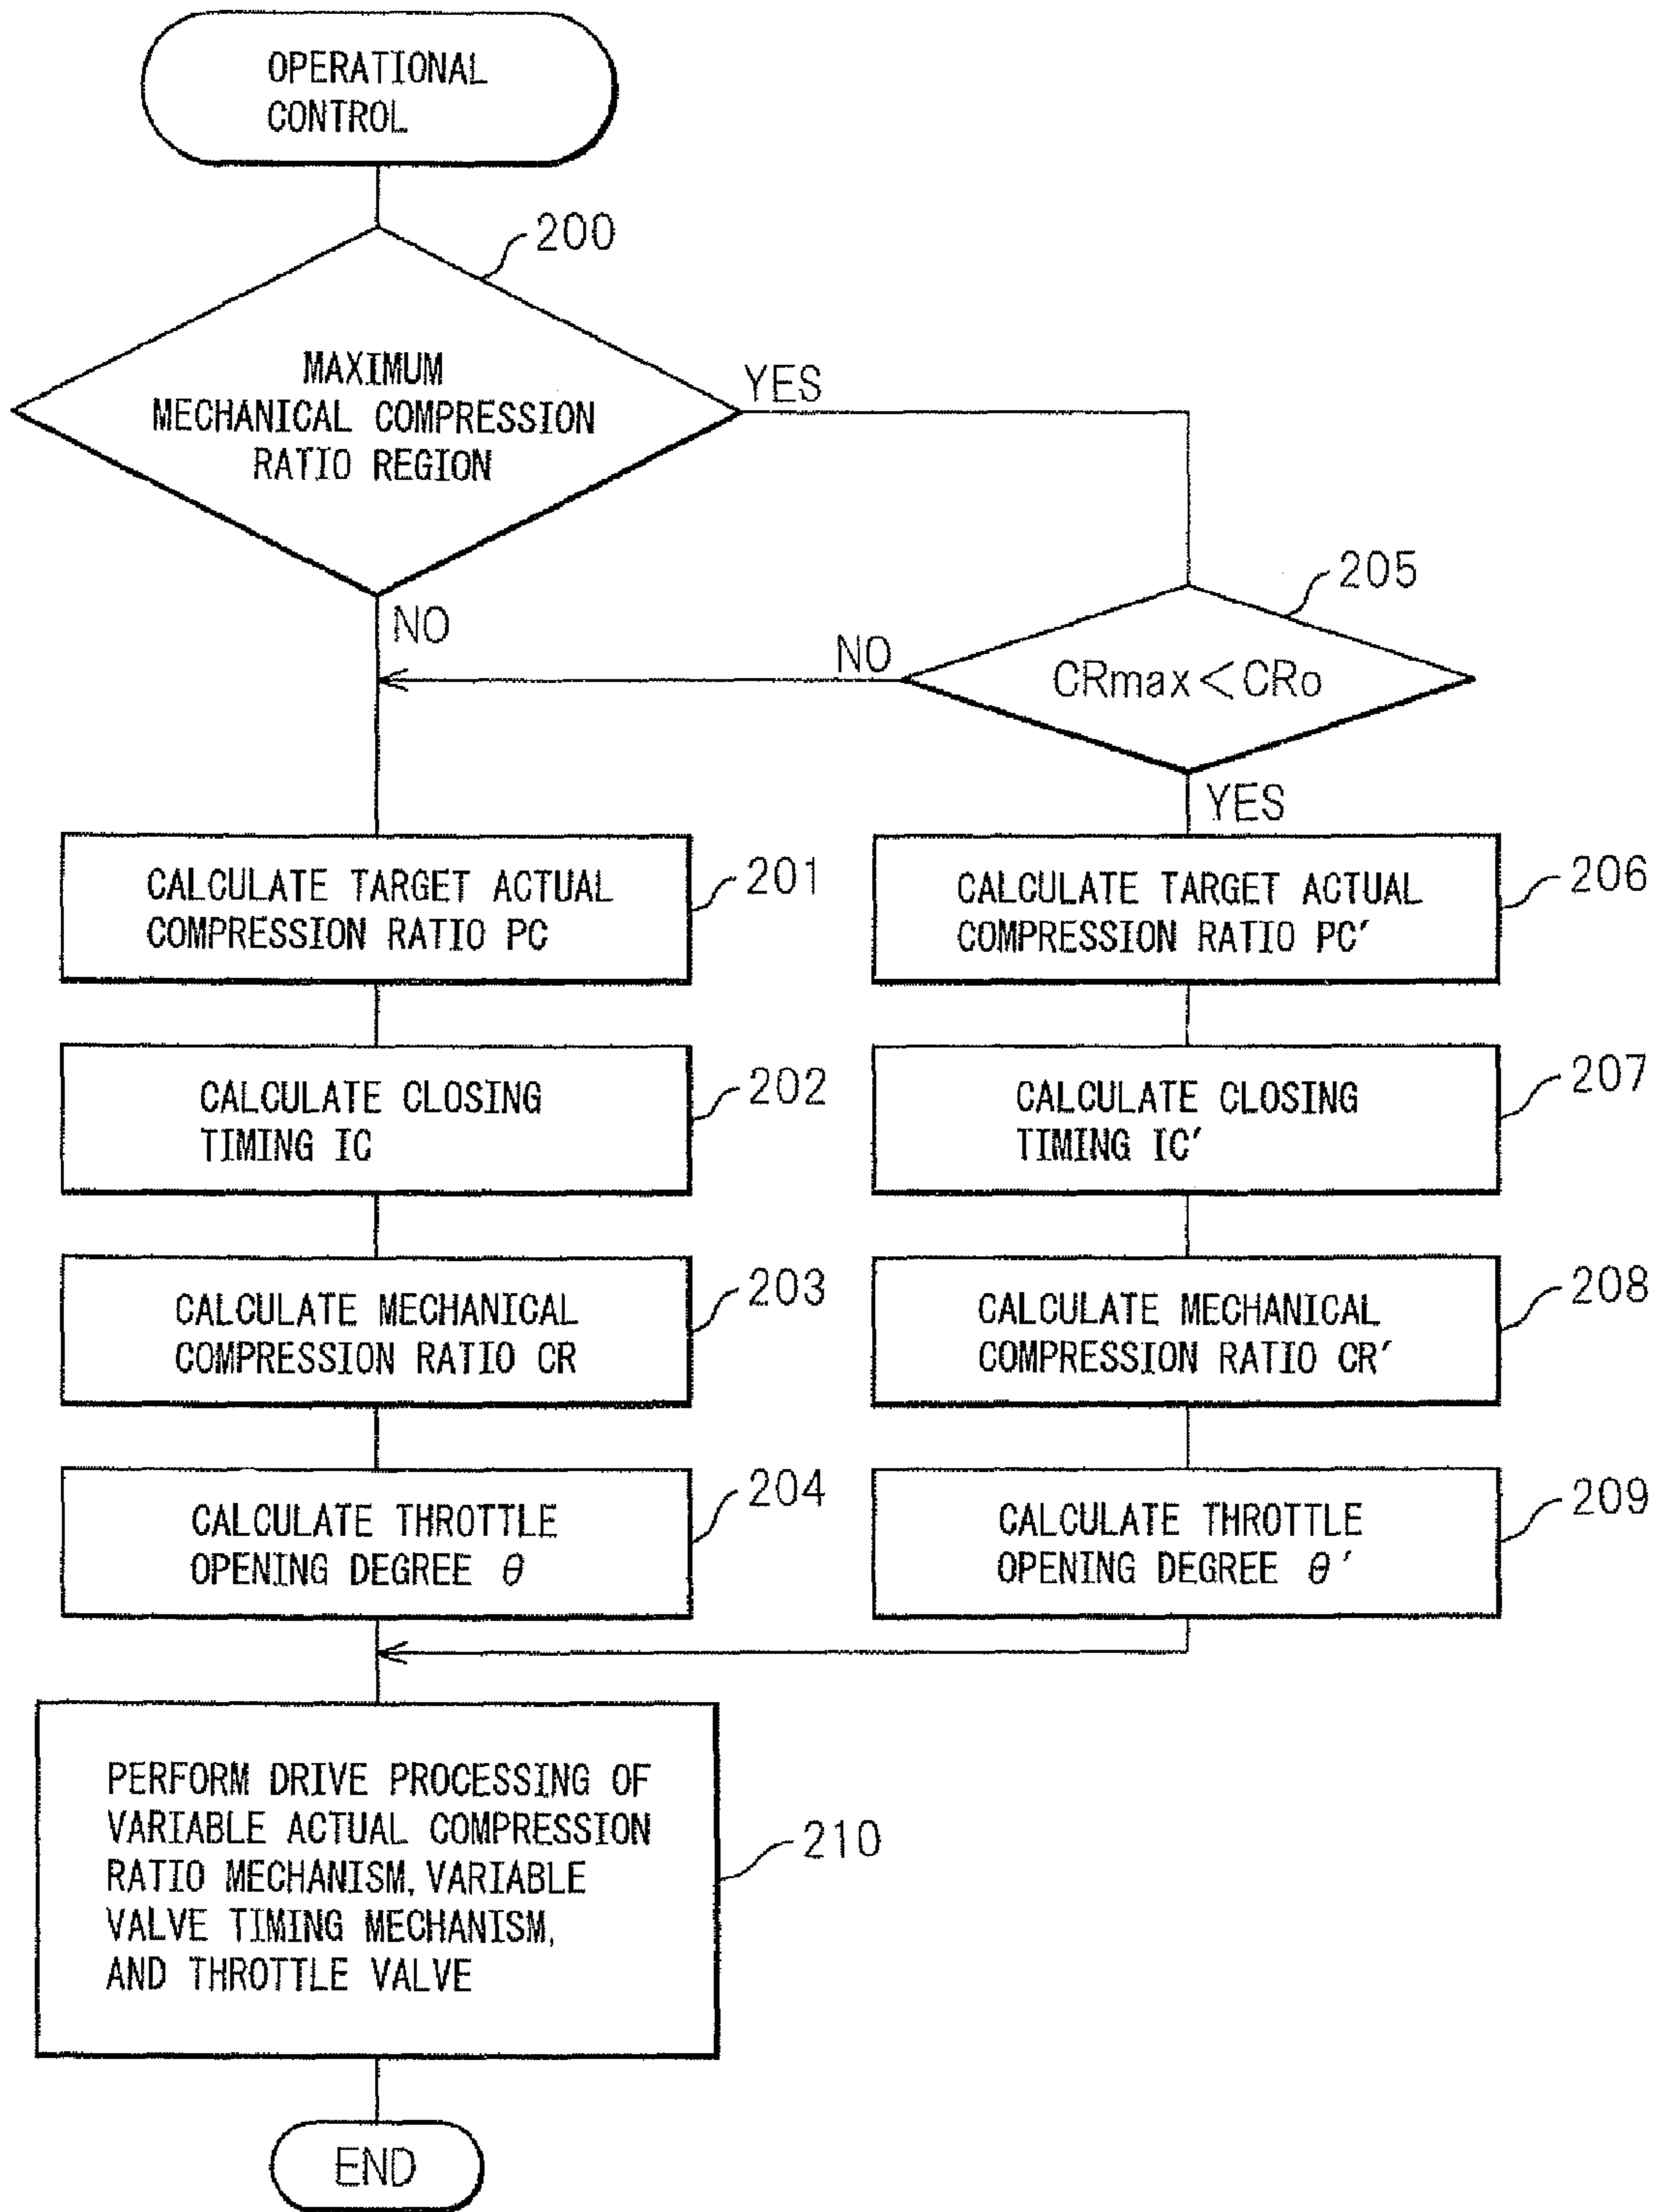 OPERATIONAL
CONTROL
200
MAXIMUM
MECHANICAL COMPRESSION
RATIO REGION
YES
NO
205
CRmax<CRo
NO
YES
CALCULATE TARGET ACTUAL
COMPRESSION RATIO PC
201
CALCULATE TARGET ACTUAL
COMPRESSION RATIO PC′
206
CALCULATE CLOSING
TIMING IC
202
CALCULATE CLOSING
TIMING IC′
207
CALCULATE MECHANICAL
COMPRESSION RATIO CR
203
CALCULATE MECHANICAL
COMPRESSION RATIO CR′
208
CALCULATE THROTTLE
OPENING DEGREE θ
204
CALCULATE THROTTLE
OPENING DEGREE θ′
209
PERFORM DRIVE PROCESSING OF
VARIABLE ACTUAL COMPRESSION
RATIO MECHANISM, VARIABLE
VALVE TIMING MECHANISM,
AND THROTTLE VALVE
210
END